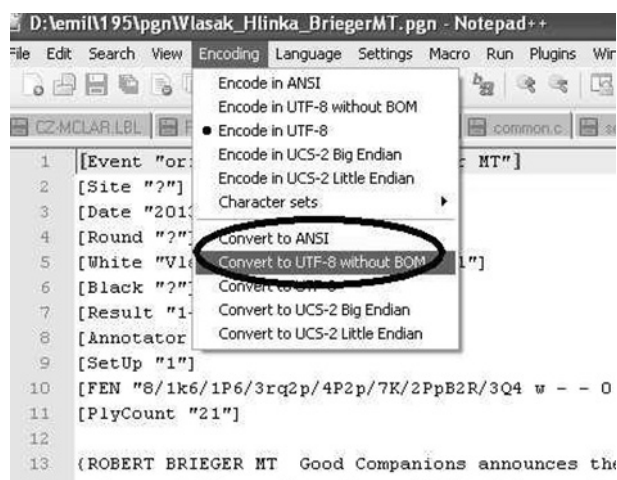 D:\emil\195\pgn\Vlasak_Hlinka_BriegerMT.pgn - Notepad++
File Edit Search View Encoding Language Settings Macro Run Plugins
CZ-MCLAR.LBL common.c
Encode in ANSI
Encode in UTF-8 without BOM
Encode in UTF-8
Encode in UCS-2 Big Endian
Encode in UCS-2 Little Endian
Character sets
Convert to ANSI
Convert to UTF-8 without BOM
Convert to UTF-8
Convert to UCS-2 Big Endian
Convert to UCS-2 Little Endian
1 [Event "ori MT"]
2 [Site "?"]
3 [Date "2013
4 [Round "?"]
5 [White "Vla 1"]
6 [Black "?"]
7 [Result "1-
8 [Annotator
9 [SetUp "1"]
10 [FEN "8/1k6/1P6/3rq2p/4P2p/7K/2PpB2R/3Q4 w - - 0
11 [PlyCount "21"]
12
13 {ROBERT BRIEGER MT Good Companions announces the